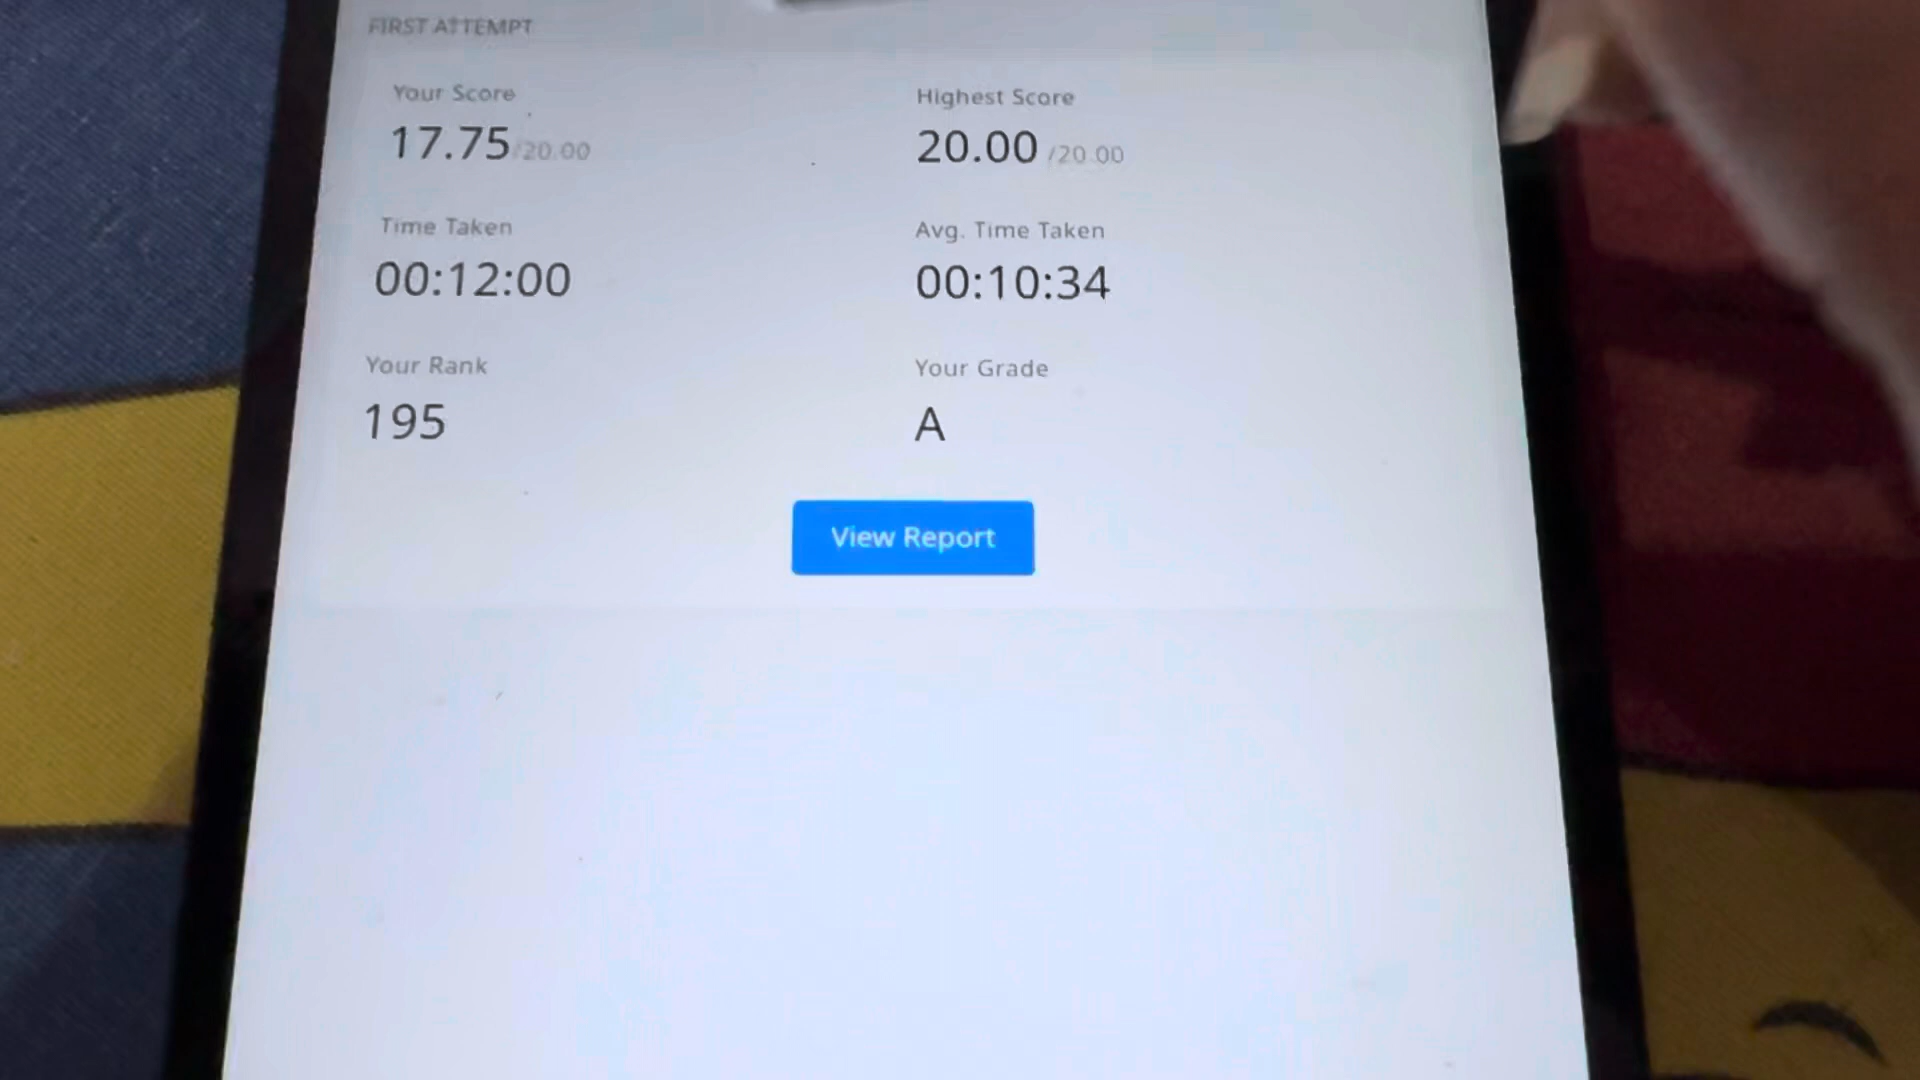 FIRST ATTEMPT
Your Score
17.75/20.00
Highest Score
20.00 /20.00
Time Taken
00:12:00
Avg. Time Taken
00:10:34
Your Rank
195
Your Grade
A
View Report